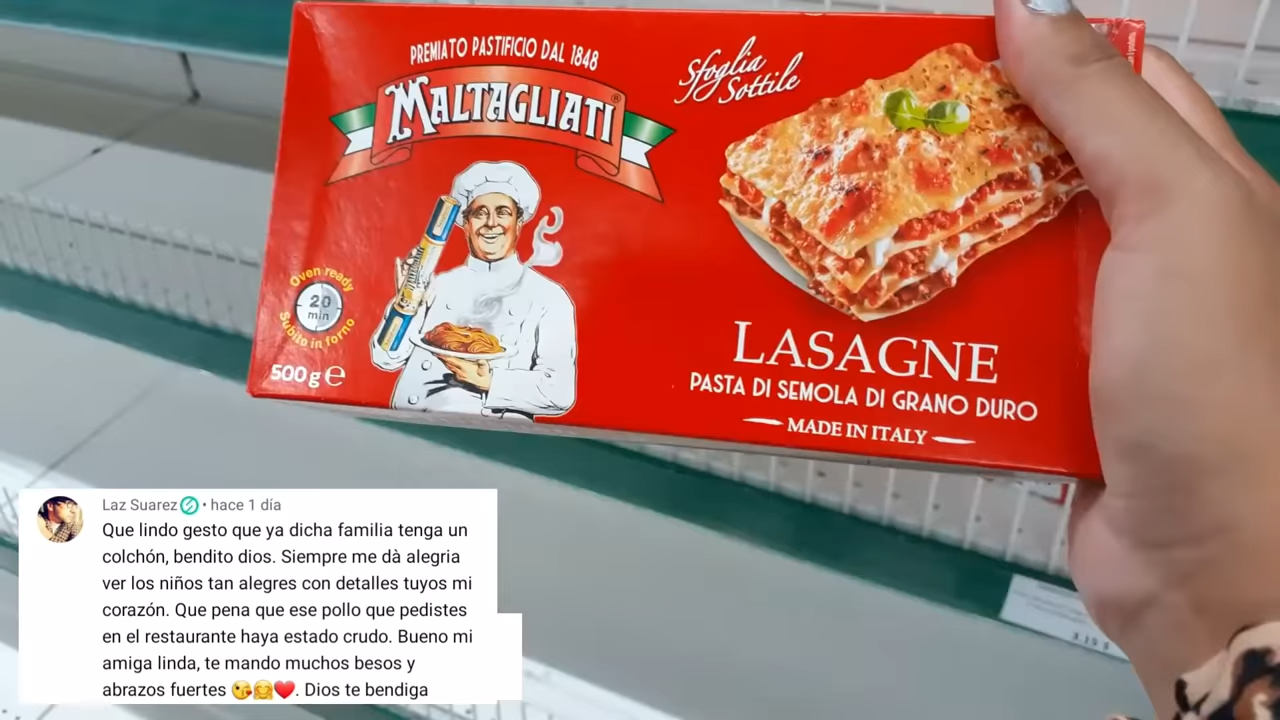 PREMIATO PASTIFICIO DAL 1848
MALTAGLIATI®
Sfoglia
Sottile
Oven ready
20
min
Subito in forno
500 g e
LASAGNE
PASTA DI SEMOLA DI GRANO DURO
MADE IN ITALY
Laz Suarez • hace 1 día
Que lindo gesto que ya dicha familia tenga un
colchón, bendito dios. Siempre me dà alegria
ver los niños tan alegres con detalles tuyos mi
corazón. Que pena que ese pollo que pedistes
en el restaurante haya estado crudo. Bueno mi
amiga linda, te mando muchos besos y
abrazos fuertes 😘🤗❤️. Dios te bendiga